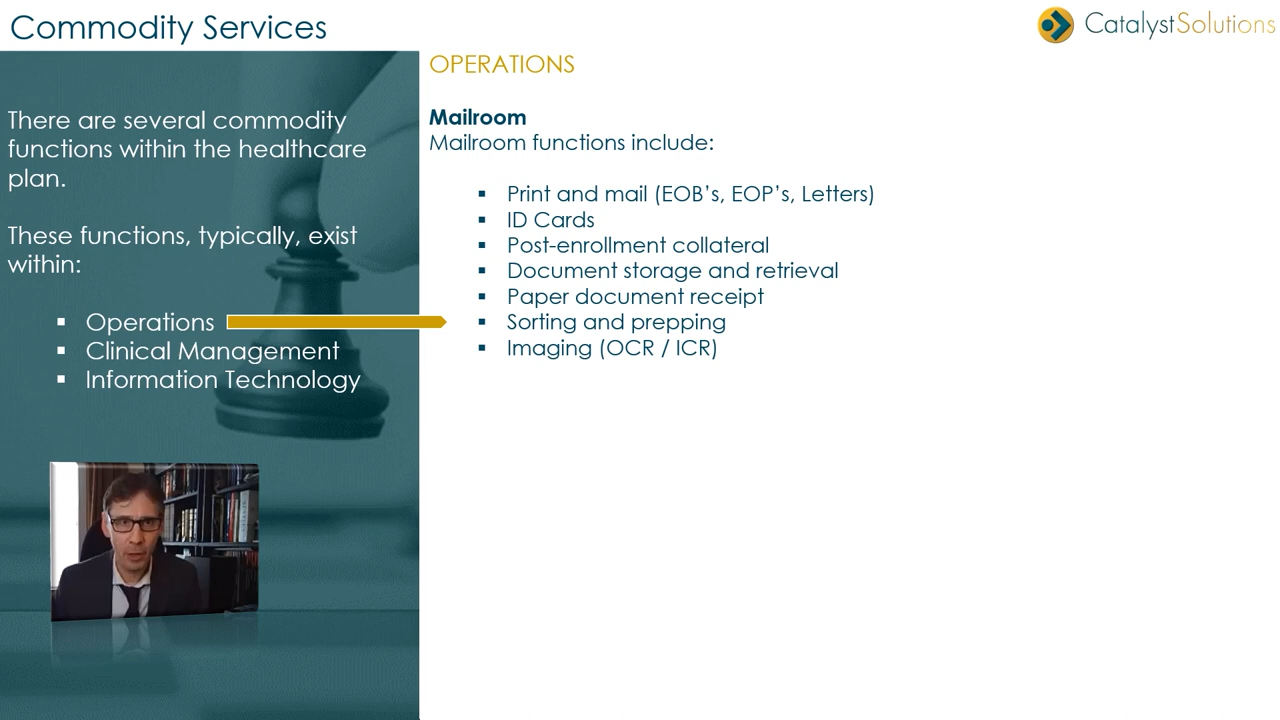 Commodity Services
CatalystSolutions
There are several commodity
functions within the healthcare
plan.
These functions, typically, exist
within:
▪ Operations
▪ Clinical Management
▪ Information Technology
OPERATIONS
Mailroom
Mailroom functions include:
▪ Print and mail (EOB’s, EOP’s, Letters)
▪ ID Cards
▪ Post-enrollment collateral
▪ Document storage and retrieval
▪ Paper document receipt
▪ Sorting and prepping
▪ Imaging (OCR / ICR)